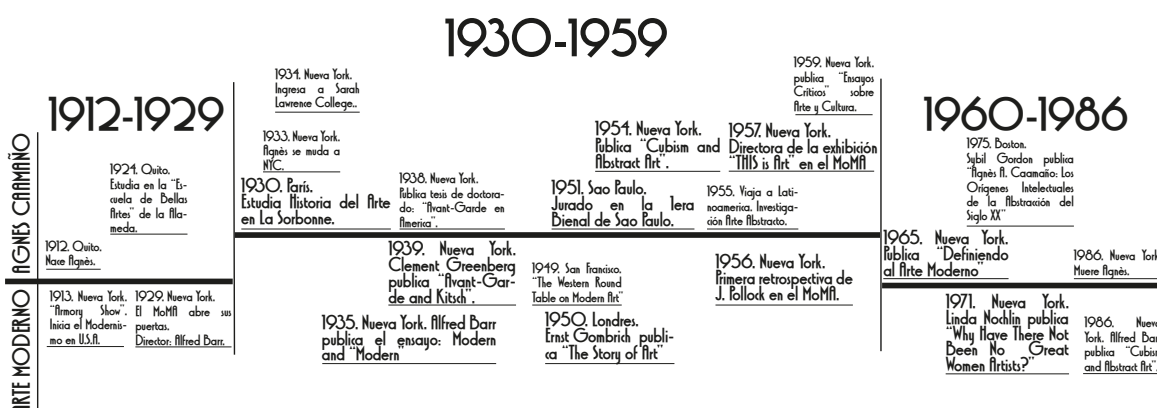 1930-1959
1912-1929
1960-1986
AGNES CAAMAÑO
1924. Quito.
Estudia en la "Es-
cuela de Bellas
Artes" de la Ala-
meda.
1912. Quito.
Nace Agnès.
1934. Nueva York.
Ingresa a Sarah
Lawrence College..
1933. Nueva York.
Agnès se muda a
NYC.
1930. París.
Estudia Historia del Arte
en La Sorbonne.
1938. Nueva York.
Publica tesis de doctora-
do: "Avant-Garde en
America".
1954. Nueva York.
Publica "Cubism and
Abstract Art".
1951. Sao Paulo.
Jurado en la 1era
Bienal de Sao Paulo.
1959. Nueva York.
publica "Ensayos
Críticos" sobre
Arte y Cultura.
1957. Nueva York.
Directora de la exhibición
"THIS is Art" en el MoMA
1955. Viaja a Lati-
noamerica. Investiga-
ción Arte Abstracto.
1975. Boston.
Sybil Gordon publica
"Agnès A. Caamaño: Los
Orígenes Intelectuales
de la Abstracción del
Siglo XX"
1965. Nueva York.
Publica "Definiendo
al Arte Moderno"
1986. Nueva York
Muere Agnès.
ARTE MODERNO
1913. Nueva York.
"Armory Show".
Inicia el Modernis-
mo en U.S.A.
1929. Nueva York.
El MoMA abre sus
puertas.
Director: Alfred Barr.
1939. Nueva York.
Clement Greenberg
publica "Avant-Gar-
de and Kitsch".
1935. Nueva York. Alfred Barr
publica el ensayo: Modern
and "Modern
1949. San Francisco.
"The Western Round
Table on Modern Art"
1950. Londres.
Ernst Gombrich publi-
ca "The Story of Art"
1956. Nueva York.
Primera retrospectiva de
J. Pollock en el MoMA.
1971. Nueva York.
Linda Nochlin publica
"Why Have There Not
Been No Great
Women Artists?"
1986. Nueva
York. Alfred Barr
publica "Cubism
and Abstract Art".